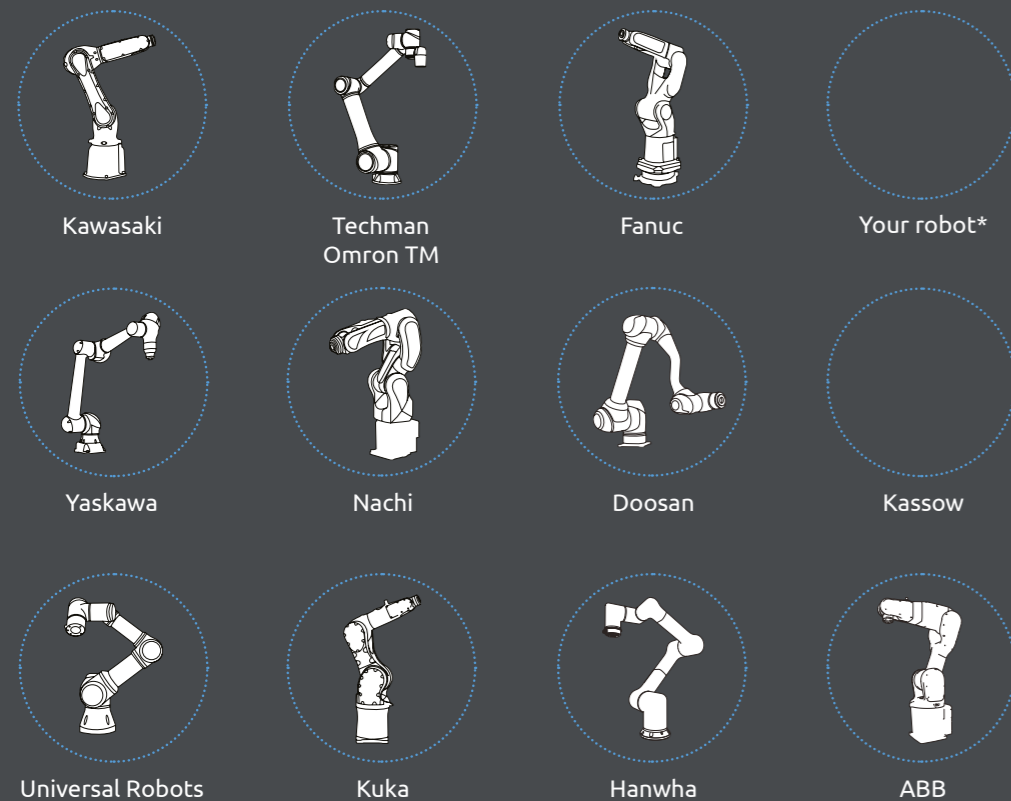 Kawasaki
Techman
Omron TM
Fanuc
Your robot*
Yaskawa
Nachi
Doosan
Kassow
Universal Robots
Kuka
Hanwha
ABB